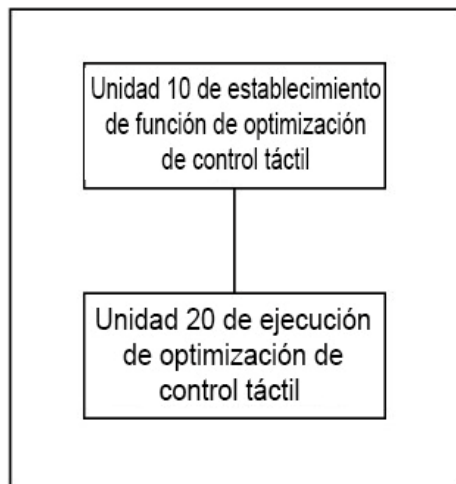 Unidad 10 de establecimiento
de función de optimización
de control táctil
Unidad 20 de ejecución
de optimización de
control táctil